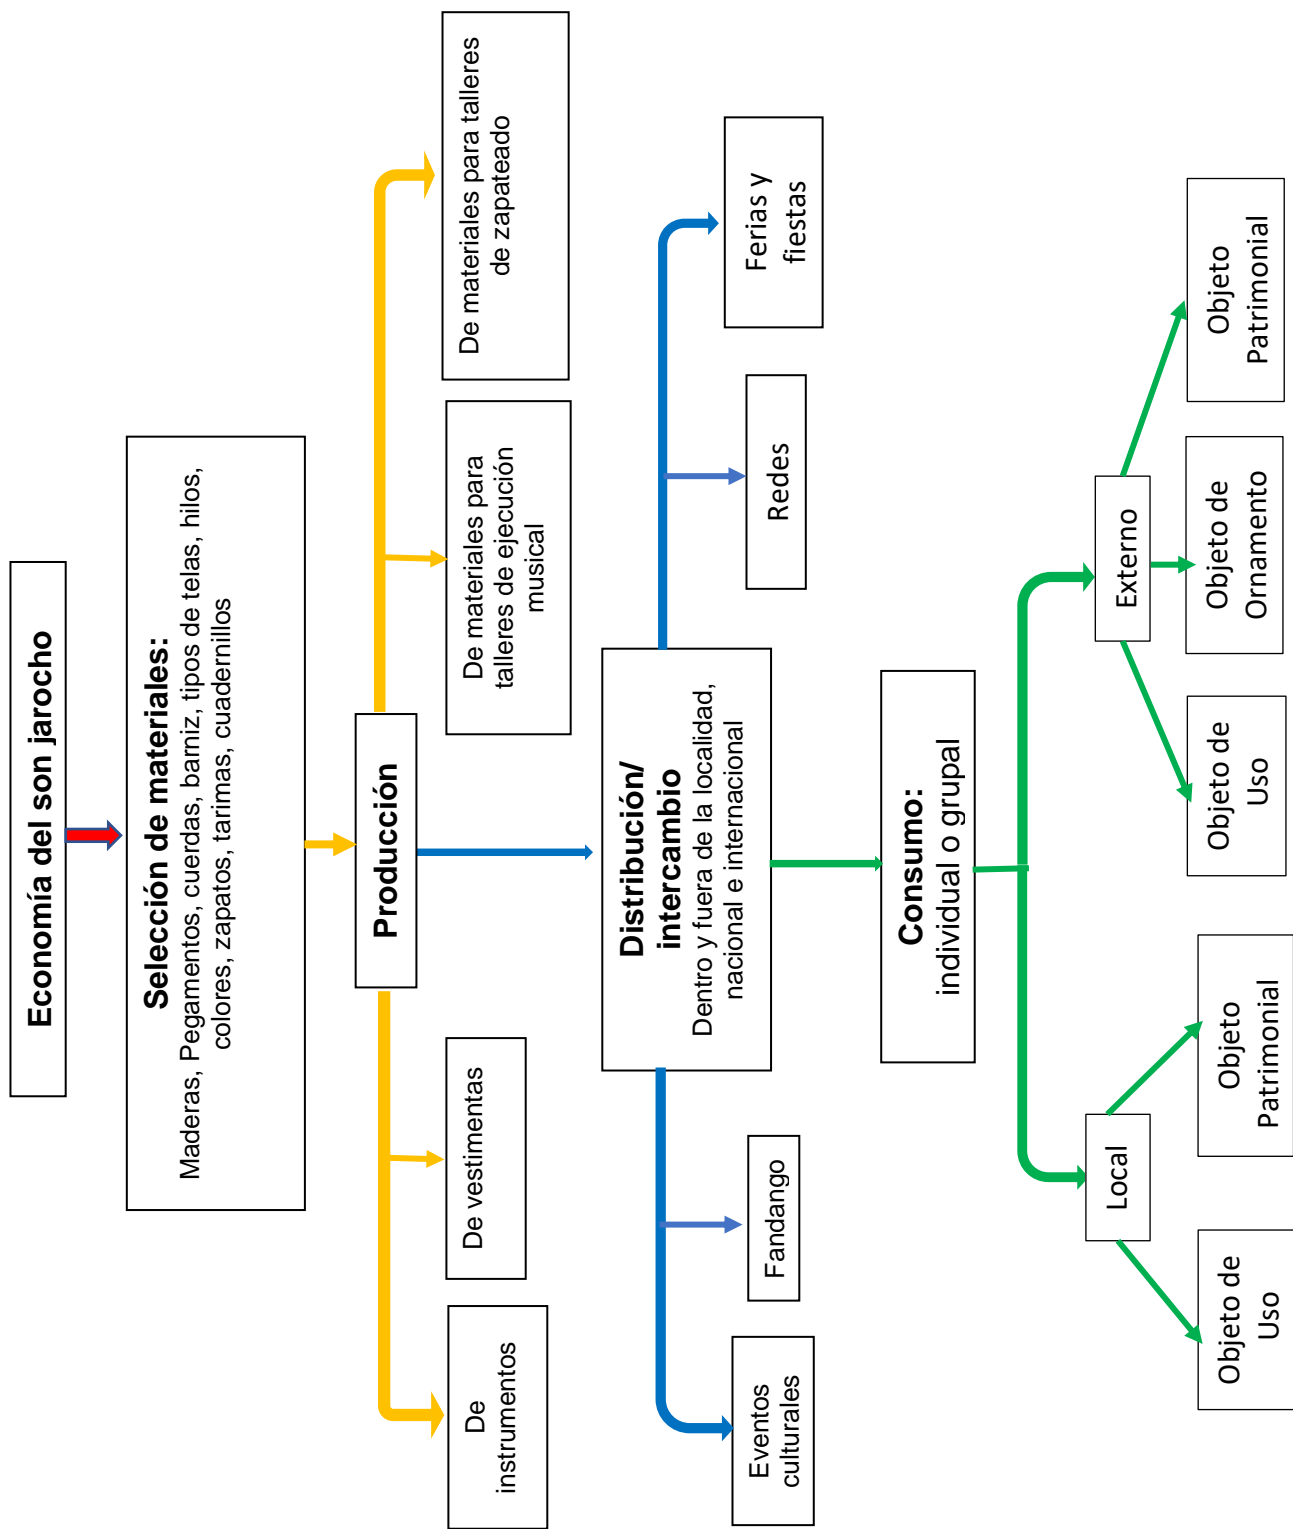 Economía del son jarocho
Selección de materiales:
Maderas, Pegamentos, cuerdas, barniz, tipos de telas, hilos,
colores, zapatos, tarimas, cuadernillos
Producción
De
instrumentos
De vestimentas
De materiales para
talleres de ejecución
musical
De materiales para talleres
de zapateado
Distribución/
intercambio
Dentro y fuera de la localidad,
nacional e internacional
Eventos
culturales
Fandango
Redes
Ferias y
fiestas
Consumo:
individual o grupal
Local
Externo
Objeto de
Uso
Objeto
Patrimonial
Objeto de
Uso
Objeto de
Ornamento
Objeto
Patrimonial